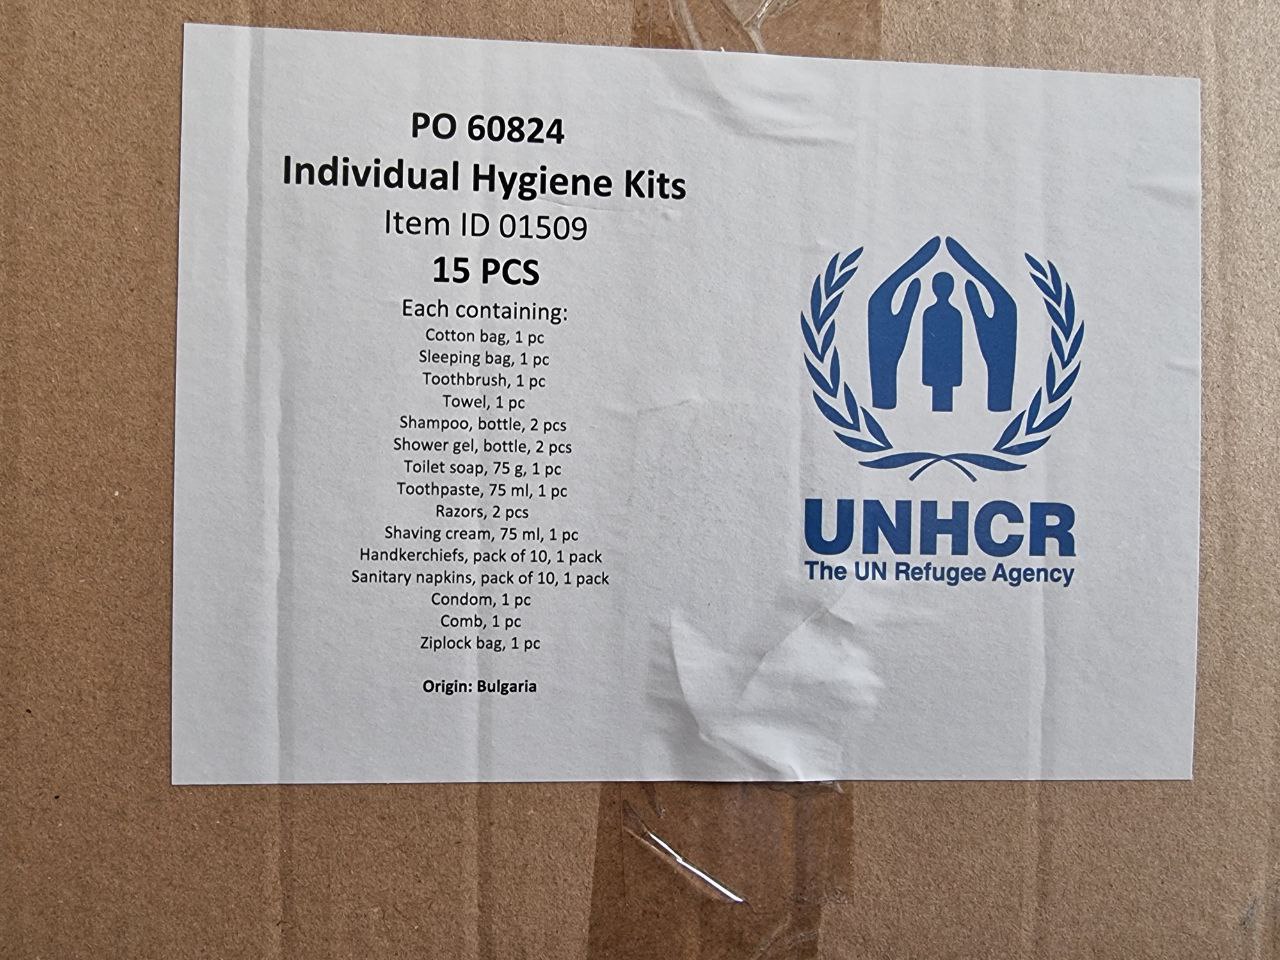 PO 60824
Individual Hygiene Kits
Item ID 01509
15 PCS
Each containing:
Cotton bag, 1 pc
Sleeping bag, 1 pc
Toothbrush, 1 pc
Towel, 1 pc
Shampoo, bottle, 2 pcs
Shower gel, bottle, 2 pcs
Toilet soap, 75 g, 1 pc
Toothpaste, 75 ml, 1 pc
Razors, 2 pcs
Shaving cream, 75 ml, 1 pc
Handkerchiefs, pack of 10, 1 pack
Sanitary napkins, pack of 10, 1 pack
Condom, 1 pc
Comb, 1 pc
Ziplock bag, 1 pc
Origin: Bulgaria
UNHCR
The UN Refugee Agency